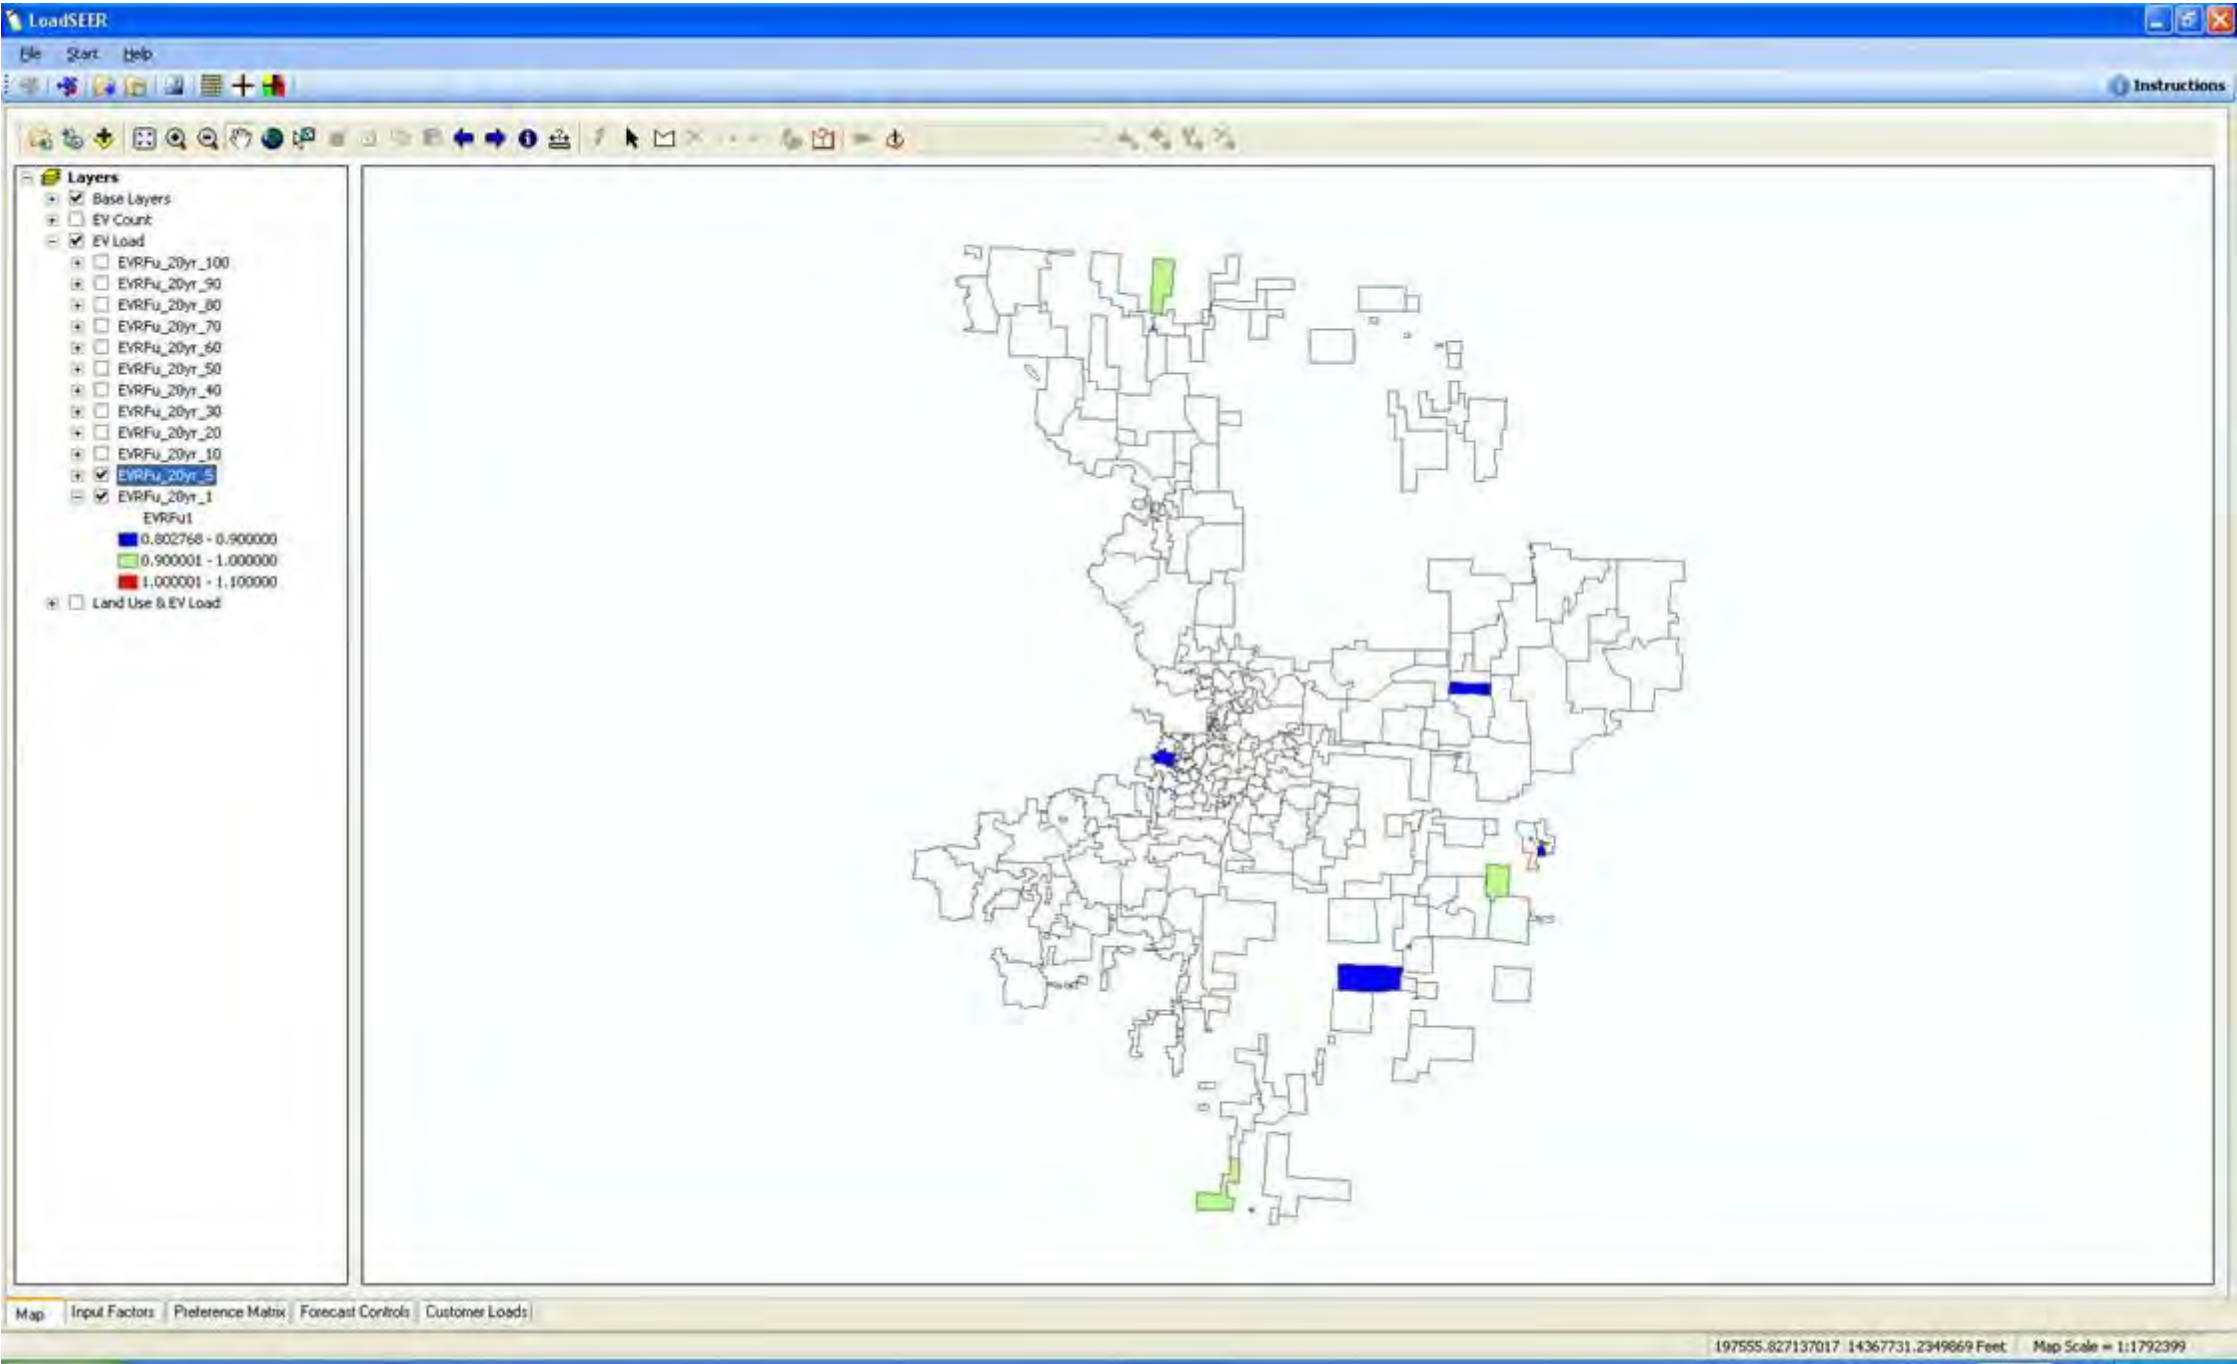 LoadSEER
File Start Help
Instructions
Layers
Base Layers
EV Count
EV Load
EVRFu_20yr_100
EVRFu_20yr_90
EVRFu_20yr_80
EVRFu_20yr_70
EVRFu_20yr_60
EVRFu_20yr_50
EVRFu_20yr_40
EVRFu_20yr_30
EVRFu_20yr_20
EVRFu_20yr_10
EVRFu_20yr_5
EVRFu_20yr_1
EVRFu1
0.802768 - 0.900000
0.900001 - 1.000000
1.000001 - 1.100000
Land Use & EV Load
Map Input Factors Preference Matrix Forecast Controls Customer Loads
197555.827137017 14367731.2349869 Feet Map Scale = 1:1792399